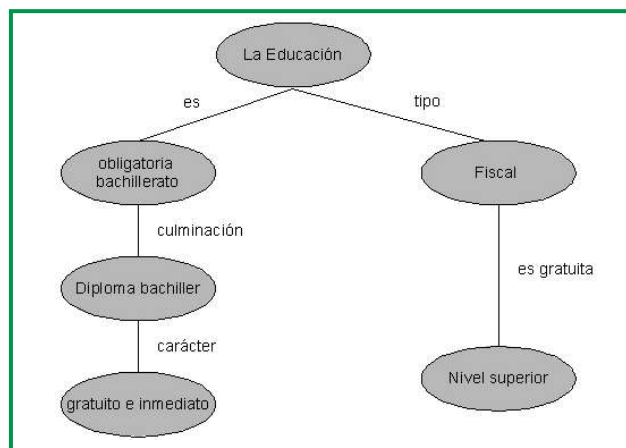 La Educación
es
tipo
obligatoria
bachillerato
Fiscal
culminación
es gratuita
Diploma bachiller
carácter
Nivel superior
gratuito e inmediato